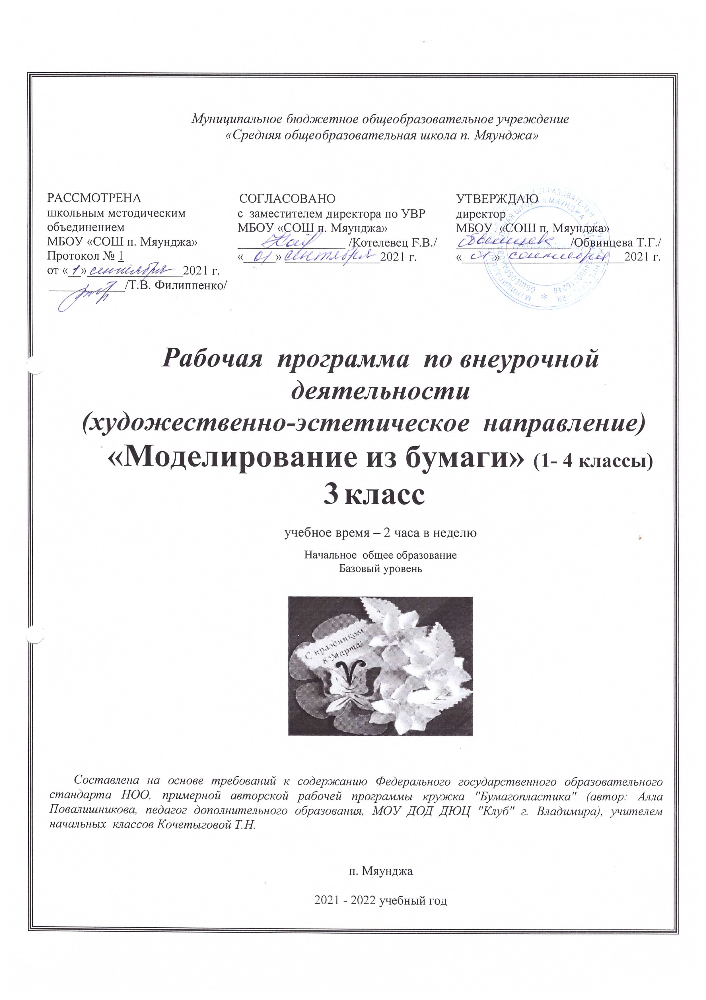 Муниципальное бюджетное общеобразовательное учреждение
«Средняя общеобразовательная школа п. Мяунджа»
РАССМОТРЕНА
школьным методическим
объединением
МБОУ «СОШ п. Мяунджа»
Протокол № 1
от «1» сентября 2021 г.
/Т.В. Филиппенко/
СОГЛАСОВАНО
с заместителем директора по УВР
МБОУ «СОШ п. Мяунджа»
/Котелевец Г.В./
«01» сентября 2021 г.
УТВЕРЖДАЮ
директор
МБОУ «СОШ п. Мяунджа»
/Обвинцева Т.Г./
«01» сентября 2021 г.
Рабочая программа по внеурочной
деятельности
(художественно-эстетическое направление)
«Моделирование из бумаги» (1- 4 классы)
3 класс
учебное время – 2 часа в неделю
Начальное общее образование
Базовый уровень
С праздником
8 Марта!
Составлена на основе требований к содержанию Федерального государственного образовательного
стандарта НОО, примерной авторской рабочей программы кружка "Бумагопластика" (автор: Алла
Повалишникова, педагог дополнительного образования, МОУ ДОД ДЮЦ "Клуб" г. Владимира), учителем
начальных классов Кочетыговой Т.Н.
п. Мяунджа
2021 - 2022 учебный год